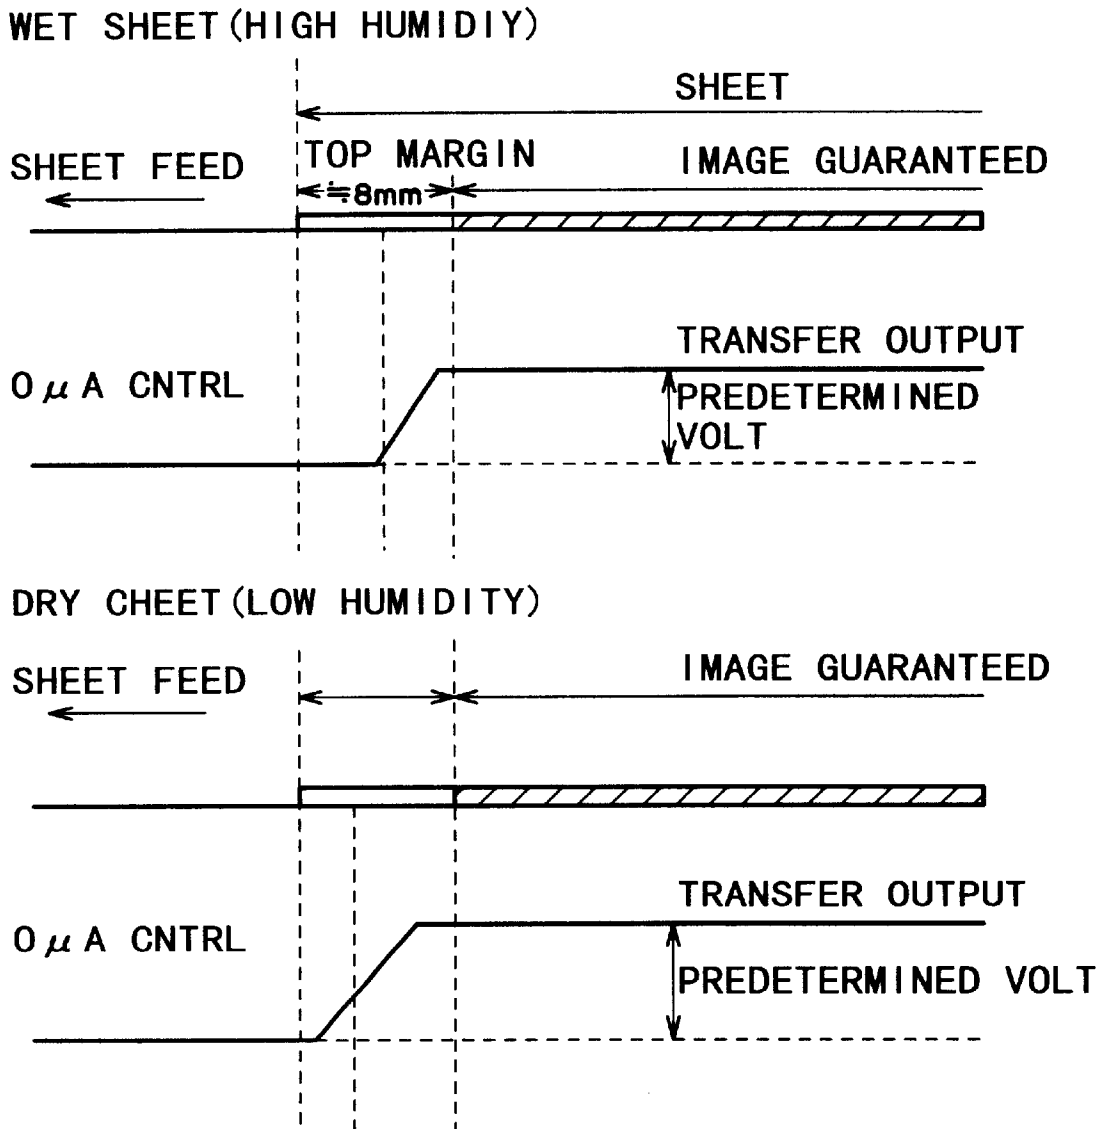 WET SHEET(HIGH HUMIDIY)
SHEET
SHEET FEED
TOP MARGIN
IMAGE GUARANTEED
≒8mm
TRANSFER OUTPUT
0μA CNTRL
PREDETERMINED
VOLT
DRY CHEET(LOW HUMIDITY)
SHEET FEED
IMAGE GUARANTEED
TRANSFER OUTPUT
0μA CNTRL
PREDETERMINED VOLT